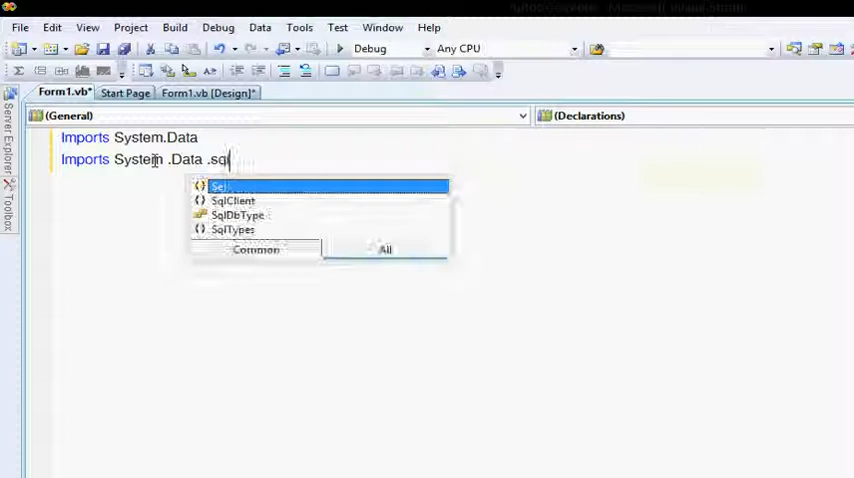 File Edit View Project Build Debug Data Tools Test Window Help
Debug Any CPU
Form1.vb* Start Page Form1.vb [Design]*
(General) (Declarations)
Server Explorer
Toolbox
Imports System.Data
Imports System .Data .sql
SqlClient
SqlDbType
SqlTypes
Common All